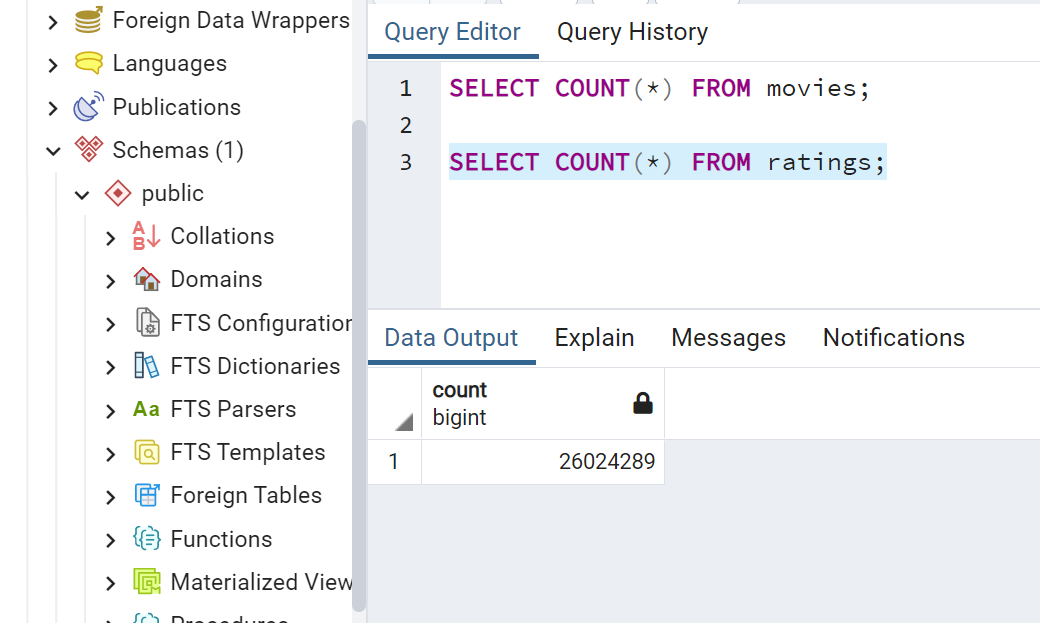 Foreign Data Wrappers
Languages
Publications
Schemas (1)
public
A
B
Collations
Domains
FTS Configuration
FTS Dictionaries
Aa FTS Parsers
FTS Templates
Foreign Tables
Functions
Materialized View
Procedures
Query Editor Query History
1 SELECT COUNT(*) FROM movies;
2
3 SELECT COUNT(*) FROM ratings;
Data Output Explain Messages Notifications
count
bigint
1 26024289